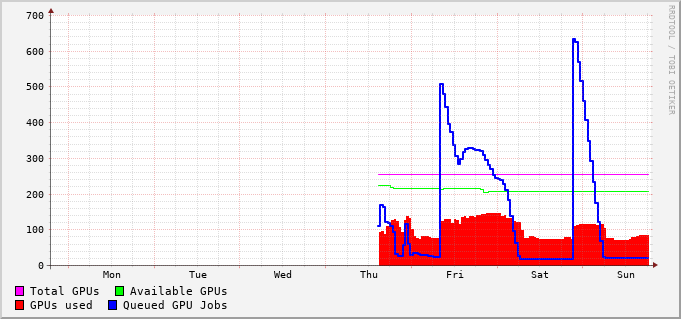 700
600
500
400
300
200
100
0
Mon Tue Wed Thu Fri Sat Sun
Total GPUs Available GPUs
GPUs used Queued GPU Jobs
RRDTOOL / TOBI OETIKER